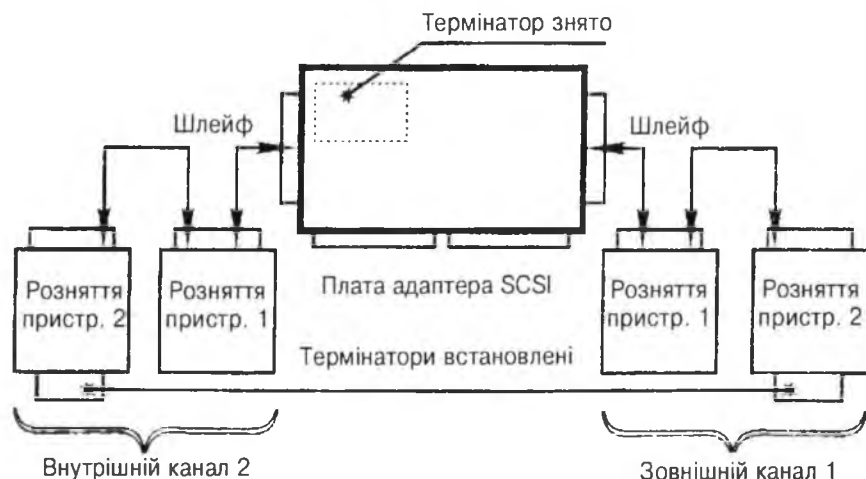 Термінатор знято
Шлейф
Шлейф
Розняття
пристр. 2
Розняття
пристр. 1
Плата адаптера SCSI
Розняття
пристр. 1
Розняття
пристр. 2
Термінатори встановлені
Внутрішній канал 2
Зовнішній канал 1